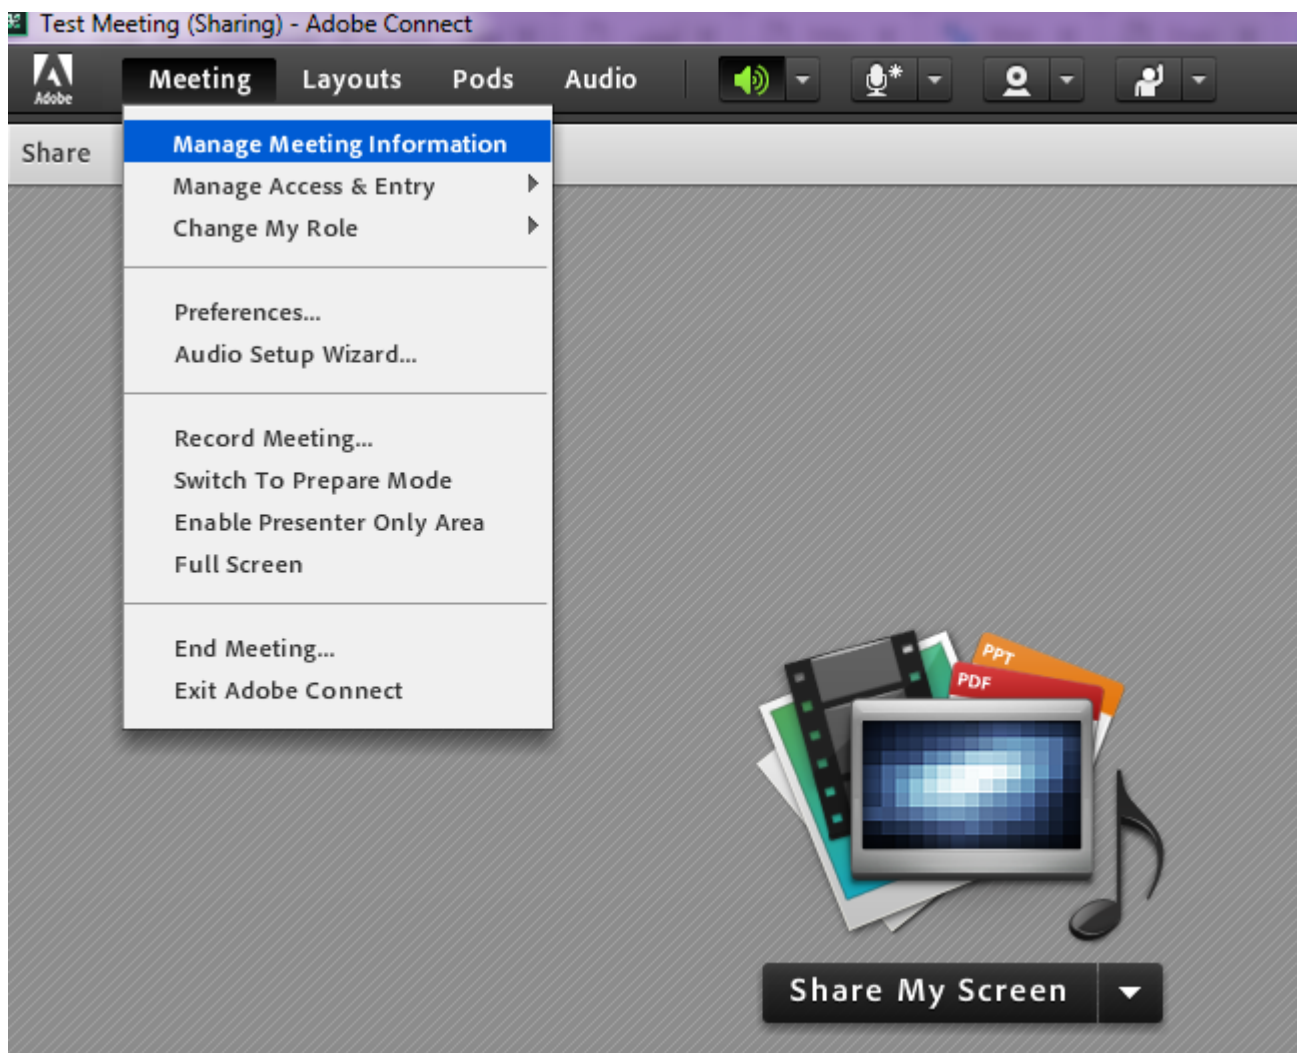 Test Meeting (Sharing) - Adobe Connect
Adobe Meeting Layouts Pods Audio
Share
Manage Meeting Information
Manage Access & Entry
Change My Role
Preferences...
Audio Setup Wizard...
Record Meeting...
Switch To Prepare Mode
Enable Presenter Only Area
Full Screen
End Meeting...
Exit Adobe Connect
PPT
PDF
Share My Screen